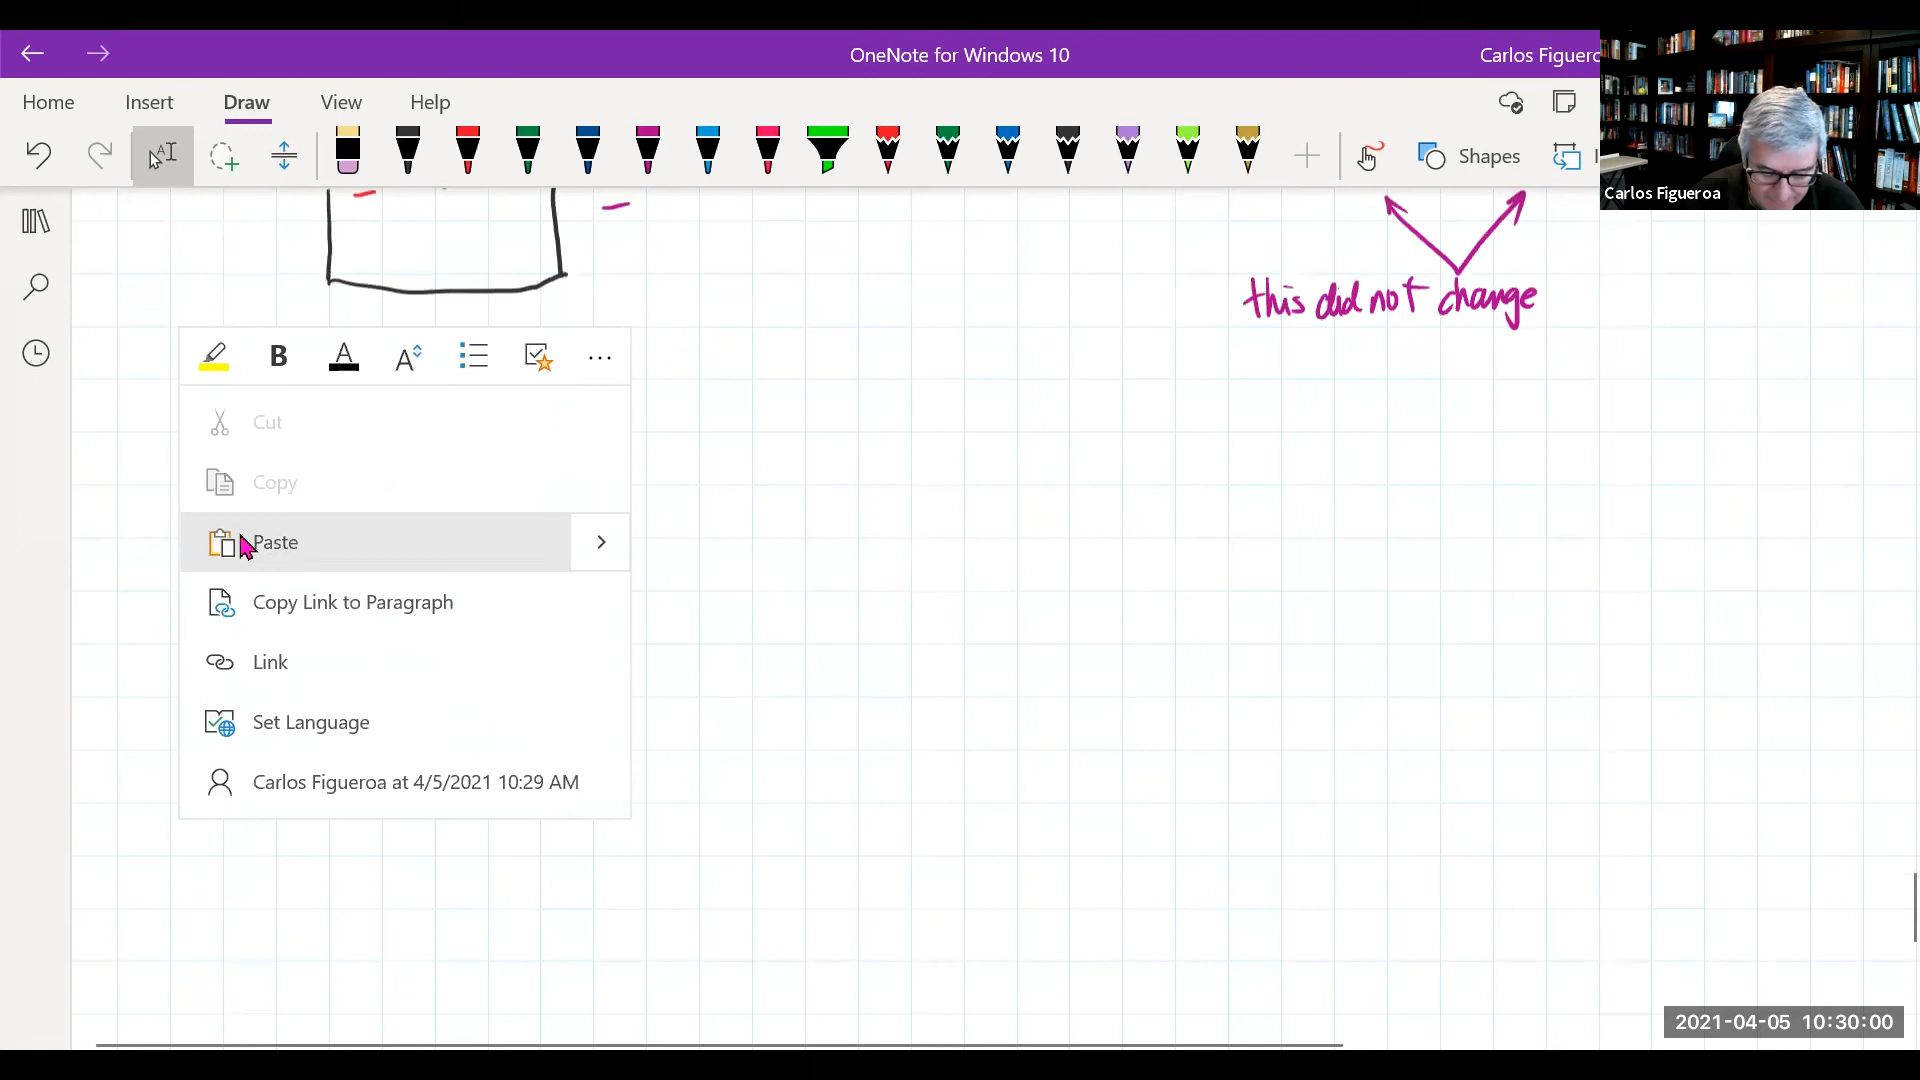 OneNote for Windows 10
Carlos Figuero
Home Insert Draw View Help
Shapes
Carlos Figueroa
this did not change
B A A
Cut
Copy
Paste
Copy Link to Paragraph
Link
Set Language
Carlos Figueroa at 4/5/2021 10:29 AM
2021-04-05 10:30:00